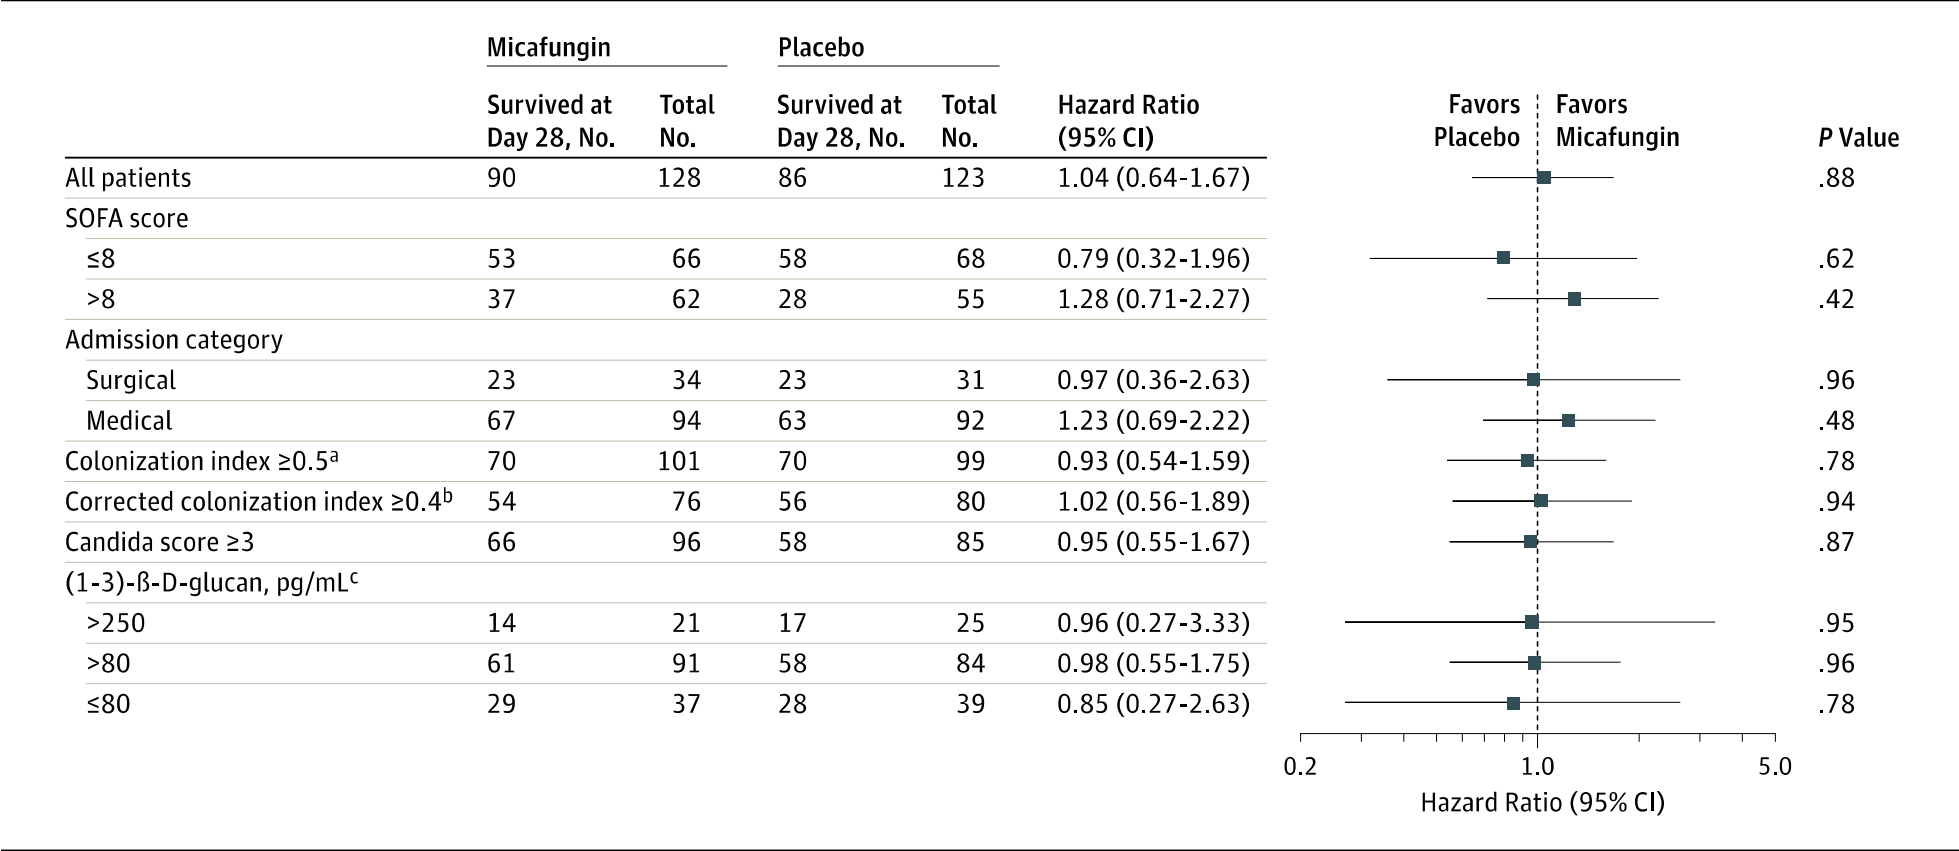 Micafungin Placebo
Survived at Total Survived at Total Hazard Ratio Favors Favors
Day 28, No. No. Day 28, No. No. (95% CI) Placebo Micafungin P Value
All patients 90 128 86 123 1.04 (0.64-1.67) .88
SOFA score
≤8 53 66 58 68 0.79 (0.32-1.96) .62
>8 37 62 28 55 1.28 (0.71-2.27) .42
Admission category
Surgical 23 34 23 31 0.97 (0.36-2.63) .96
Medical 67 94 63 92 1.23 (0.69-2.22) .48
Colonization index ≥0.5a 70 101 70 99 0.93 (0.54-1.59) .78
Corrected colonization index ≥0.4b 54 76 56 80 1.02 (0.56-1.89) .94
Candida score ≥3 66 96 58 85 0.95 (0.55-1.67) .87
(1-3)-ß-D-glucan, pg/mLc
>250 14 21 17 25 0.96 (0.27-3.33) .95
>80 61 91 58 84 0.98 (0.55-1.75) .96
≤80 29 37 28 39 0.85 (0.27-2.63) .78
0.2 1.0 5.0
Hazard Ratio (95% CI)